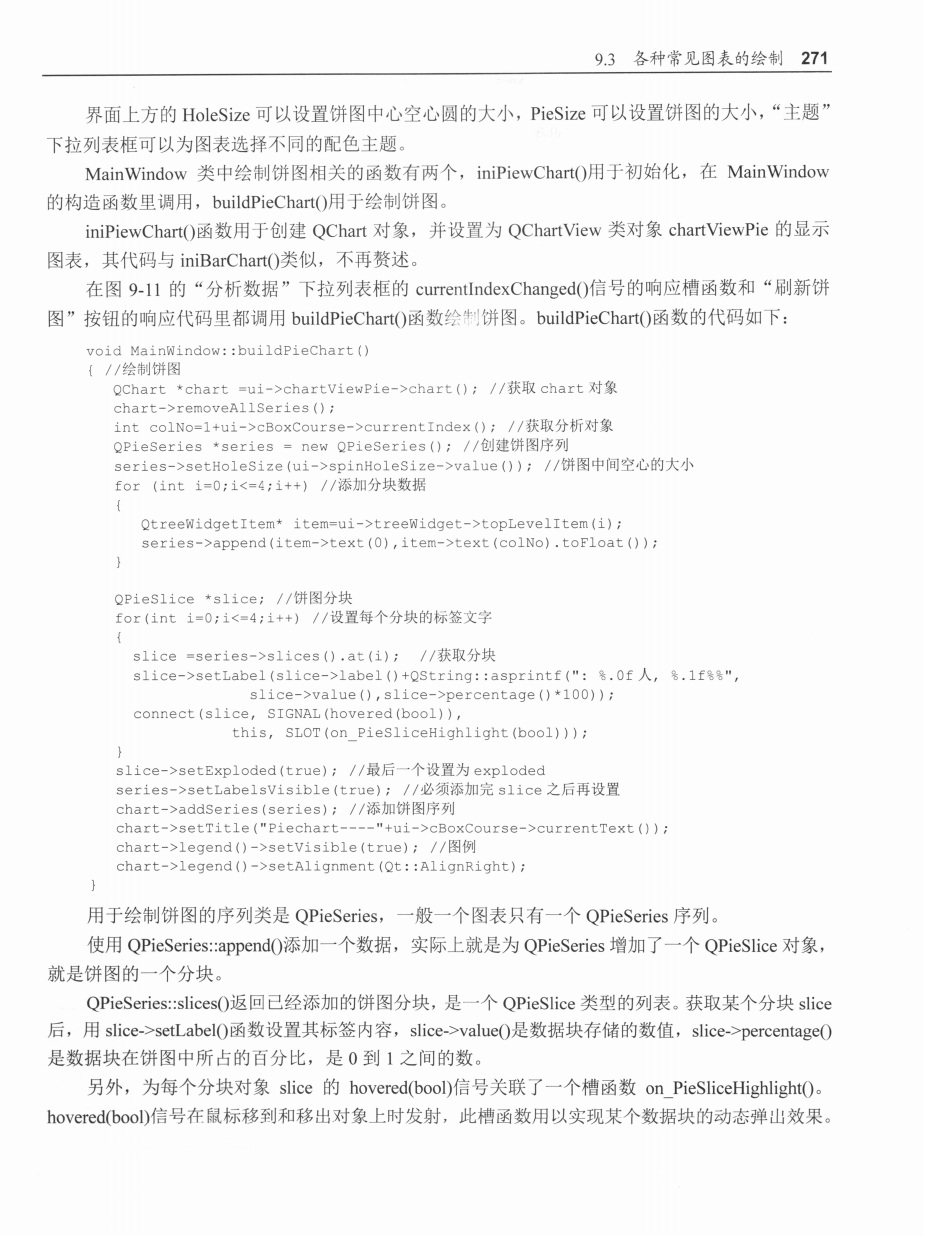 9.3 各种常见图表的绘制 271
界面上方的 HoleSize 可以设置饼图中心空心圆的大小，PieSize 可以设置饼图的大小，“主题”
下拉列表框可以为图表选择不同的配色主题。
MainWindow 类中绘制饼图相关的函数有两个，iniPiewChart()用于初始化，在 MainWindow
的构造函数里调用，buildPieChart()用于绘制饼图。
iniPiewChart()函数用于创建 QChart 对象，并设置为 QChartView 类对象 chartViewPie 的显示
图表，其代码与 iniBarChart()类似，不再赘述。
在图 9-11 的“分析数据”下拉列表框的 currentIndexChanged()信号的响应槽函数和“刷新饼
图”按钮的响应代码里都调用 buildPieChart()函数绘制饼图。buildPieChart()函数的代码如下：
void MainWindow::buildPieChart()
{ //绘制饼图
QChart *chart =ui->chartViewPie->chart(); //获取 chart 对象
chart->removeAllSeries();
int colNo=1+ui->cBoxCourse->currentIndex(); //获取分析对象
QPieSeries *series = new QPieSeries(); //创建饼图序列
series->setHoleSize(ui->spinHoleSize->value()); //饼图中间空心的大小
for (int i=0;i<=4;i++) //添加分块数据
{
QtreeWidgetItem* item=ui->treeWidget->topLevelItem(i);
series->append(item->text(0),item->text(colNo).toFloat());
}
QPieSlice *slice; //饼图分块
for(int i=0;i<=4;i++) //设置每个分块的标签文字
{
slice =series->slices().at(i); //获取分块
slice->setLabel(slice->label()+QString::asprintf(": %.0f人, %.1f%%",
slice->value(),slice->percentage()*100));
connect(slice, SIGNAL(hovered(bool)),
this, SLOT(on_PieSliceHighlight(bool)));
}
slice->setExploded(true); //最后一个设置为exploded
series->setLabelsVisible(true); //必须添加完 slice 之后再设置
chart->addSeries(series); //添加饼图序列
chart->setTitle("Piechart----"+ui->cBoxCourse->currentText());
chart->legend()->setVisible(true); //图例
chart->legend()->setAlignment(Qt::AlignRight);
}
用于绘制饼图的序列类是 QPieSeries，一般一个图表只有一个 QPieSeries 序列。
使用 QPieSeries::append()添加一个数据，实际上就是为 QPieSeries 增加了一个 QPieSlice 对象，
就是饼图的一个分块。
QPieSeries::slices()返回已经添加的饼图分块，是一个 QPieSlice 类型的列表。获取某个分块 slice
后，用 slice->setLabel()函数设置其标签内容，slice->value()是数据块存储的数值，slice->percentage()
是数据块在饼图中所占的百分比，是 0 到 1 之间的数。
另外，为每个分块对象 slice 的 hovered(bool)信号关联了一个槽函数 on_PieSliceHighlight()。
hovered(bool)信号在鼠标移到和移出对象上时发射，此槽函数用以实现某个数据块的动态弹出效果。